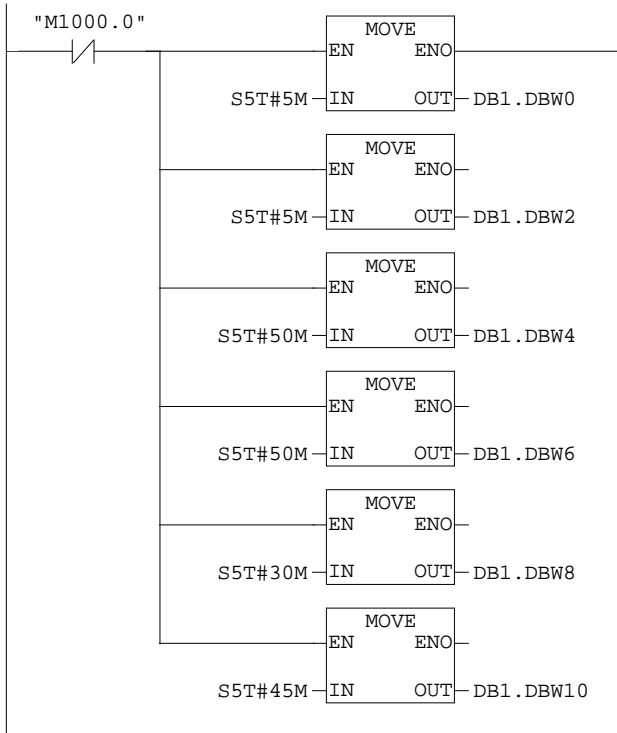 "M1000.0"
MOVE
EN ENO
S5T#5M IN OUT DB1.DBW0
MOVE
EN ENO
S5T#5M IN OUT DB1.DBW2
MOVE
EN ENO
S5T#50M IN OUT DB1.DBW4
MOVE
EN ENO
S5T#50M IN OUT DB1.DBW6
MOVE
EN ENO
S5T#30M IN OUT DB1.DBW8
MOVE
EN ENO
S5T#45M IN OUT DB1.DBW10